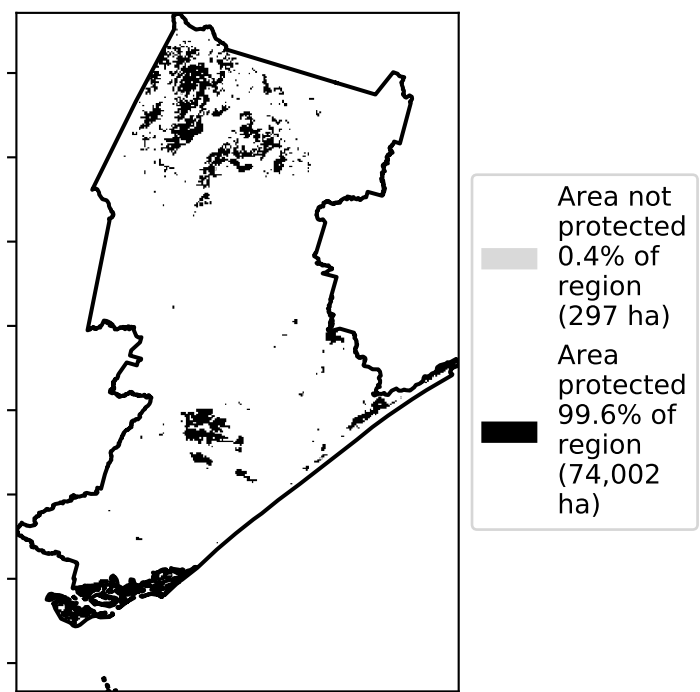 Area not
protected
0.4% of
region
(297 ha)
Area
protected
99.6% of
region
(74,002
ha)